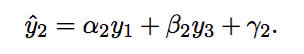 ŷ₂ = α₂y₁ + β₂y₃ + γ₂.